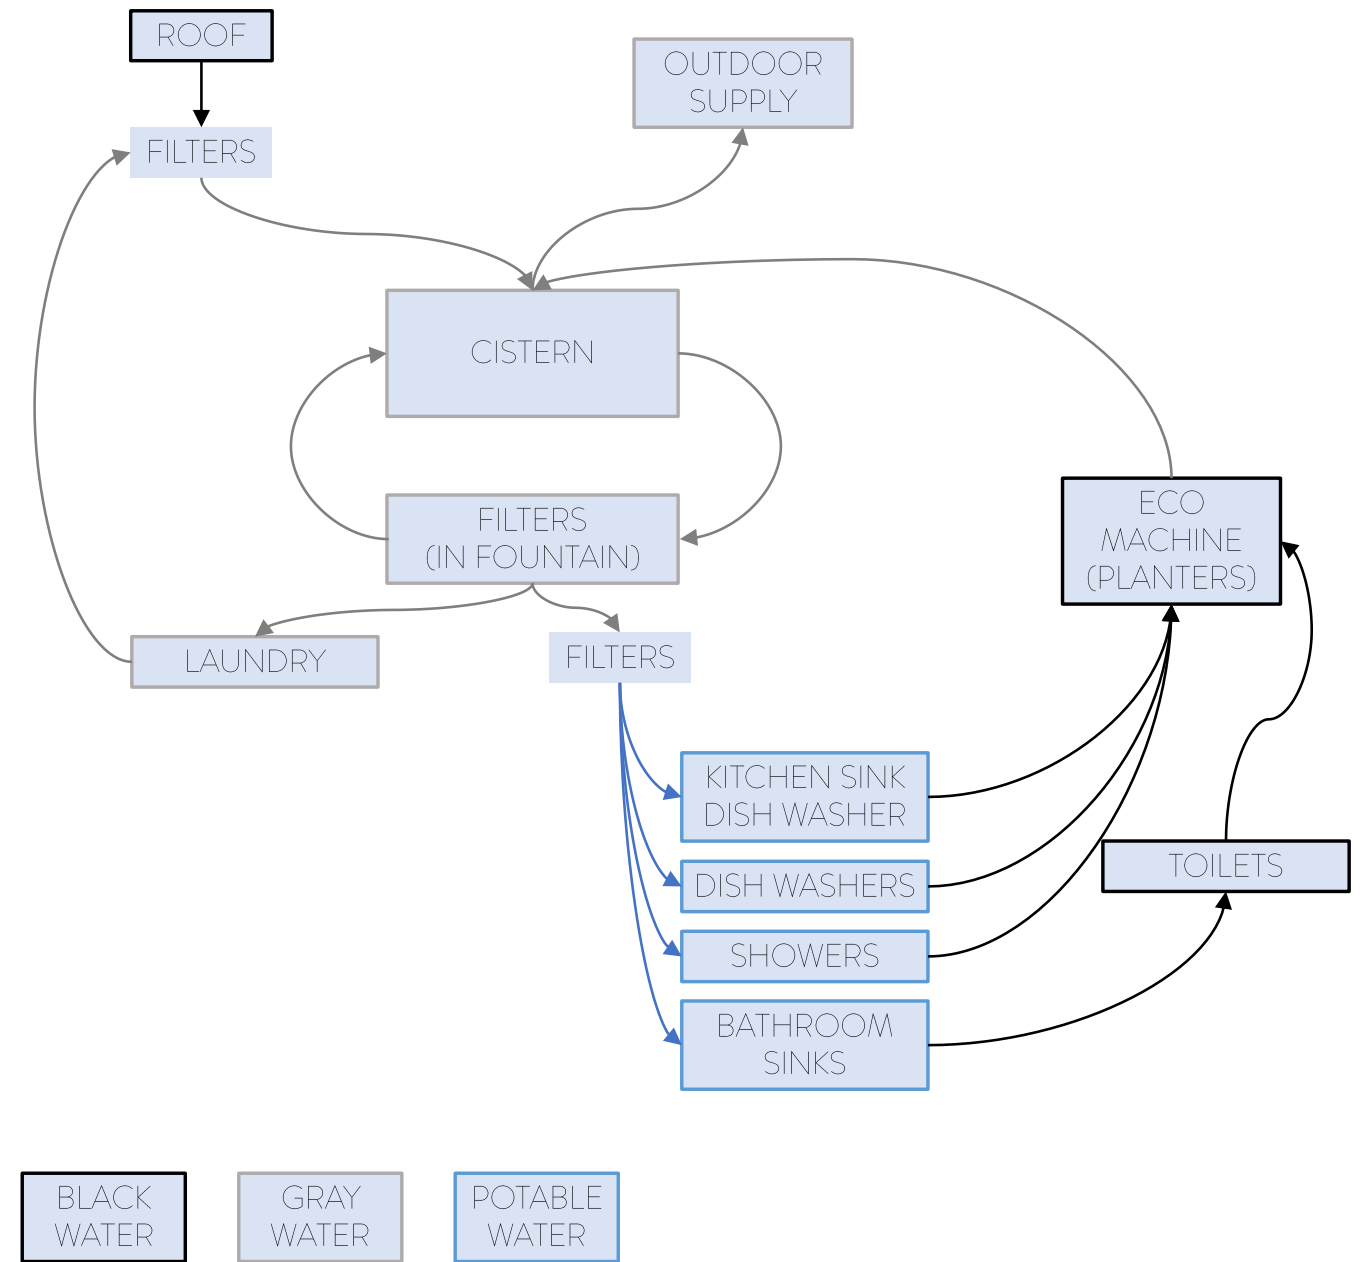 ROOF
OUTDOOR
SUPPLY
FILTERS
CISTERN
FILTERS
(IN FOUNTAIN)
ECO
MACHINE
(PLANTERS)
LAUNDRY
FILTERS
KITCHEN SINK
DISH WASHER
DISH WASHERS
TOILETS
SHOWERS
BATHROOM
SINKS
BLACK
WATER
GRAY
WATER
POTABLE
WATER